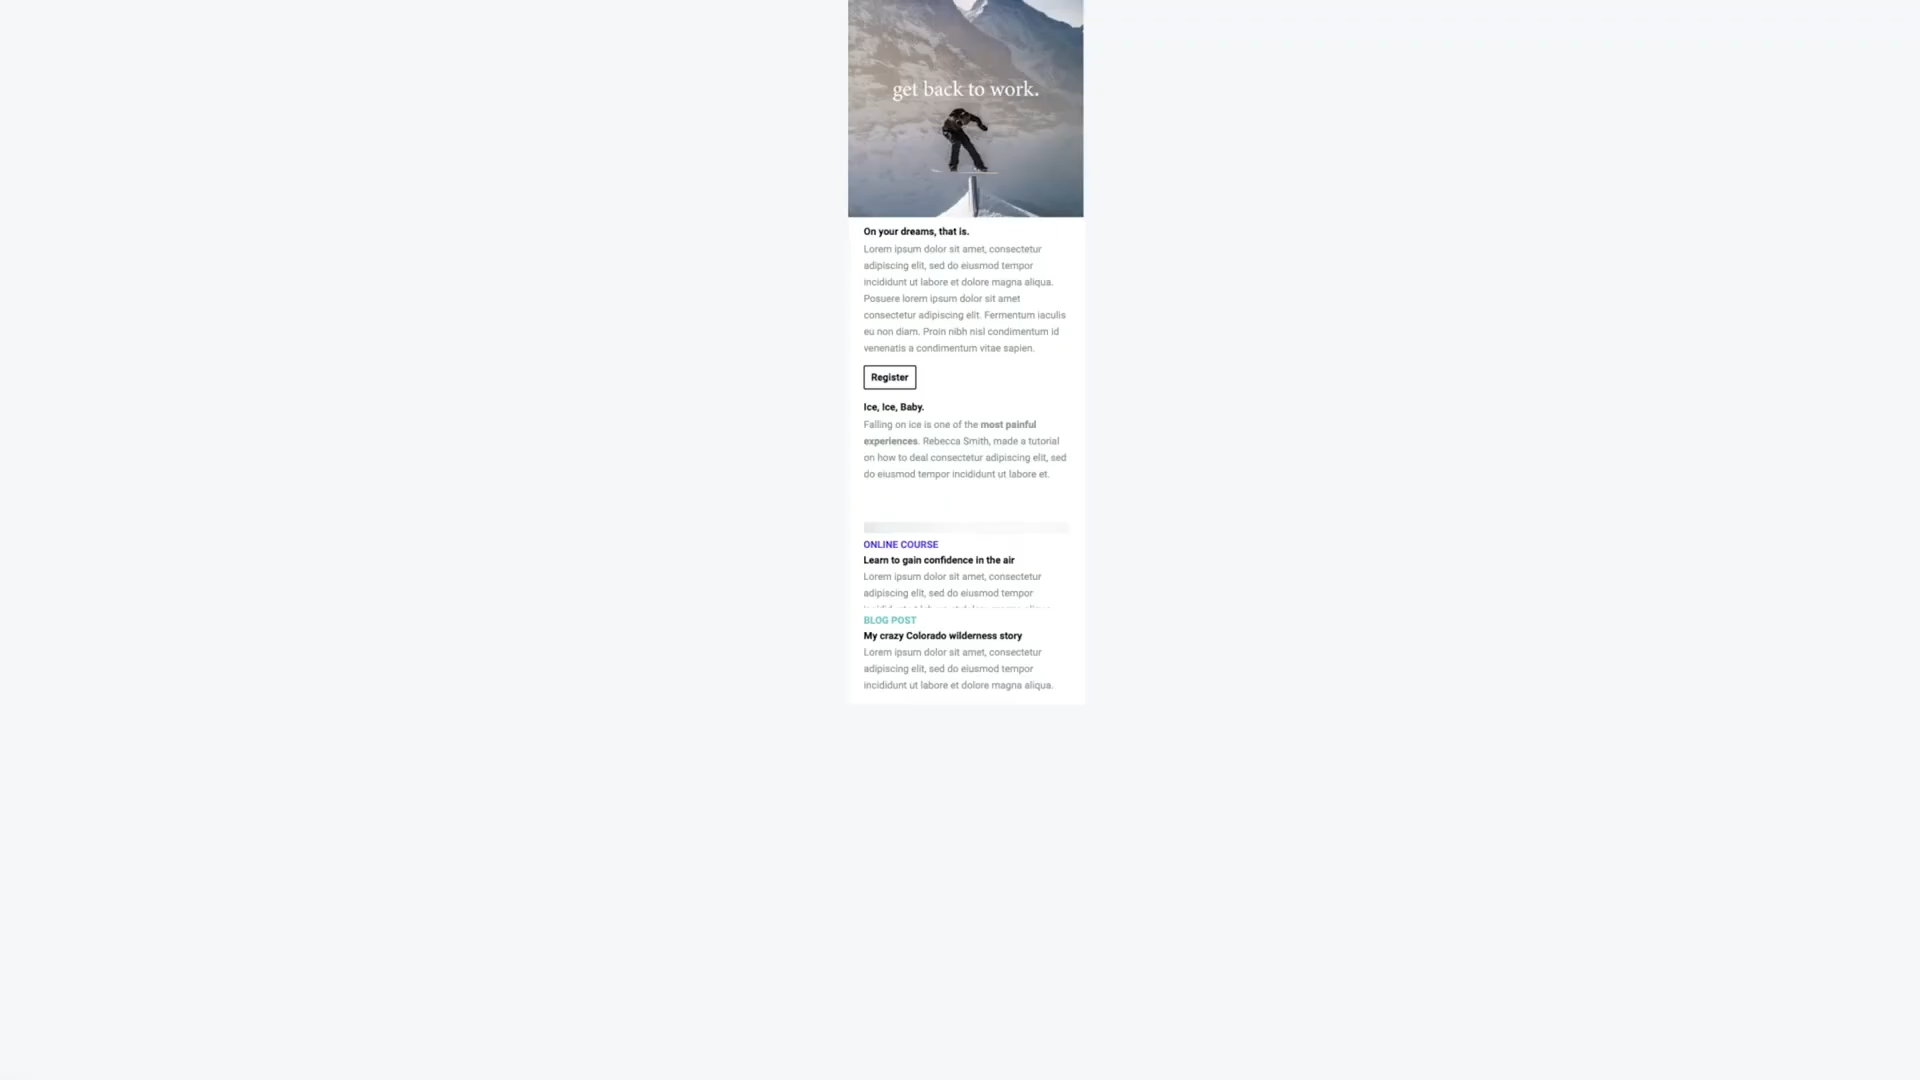 get back to work.
On your dreams, that is.
Lorem ipsum dolor sit amet, consectetur
adipiscing elit, sed do eiusmod tempor
incididunt ut labore et dolore magna aliqua.
Posuere lorem ipsum dolor sit amet
consectetur adipiscing elit. Fermentum iaculis
eu non diam. Proin nibh nisl condimentum id
venenatis a condimentum vitae sapien.
Register
Ice, Ice, Baby.
Falling on ice is one of the most painful
experiences. Rebecca Smith, made a tutorial
on how to deal consectetur adipiscing elit, sed
do eiusmod tempor incididunt ut labore et.
ONLINE COURSE
Learn to gain confidence in the air
Lorem ipsum dolor sit amet, consectetur
adipiscing elit, sed do eiusmod tempor
BLOG POST
My crazy Colorado wilderness story
Lorem ipsum dolor sit amet, consectetur
adipiscing elit, sed do eiusmod tempor
incididunt ut labore et dolore magna aliqua.